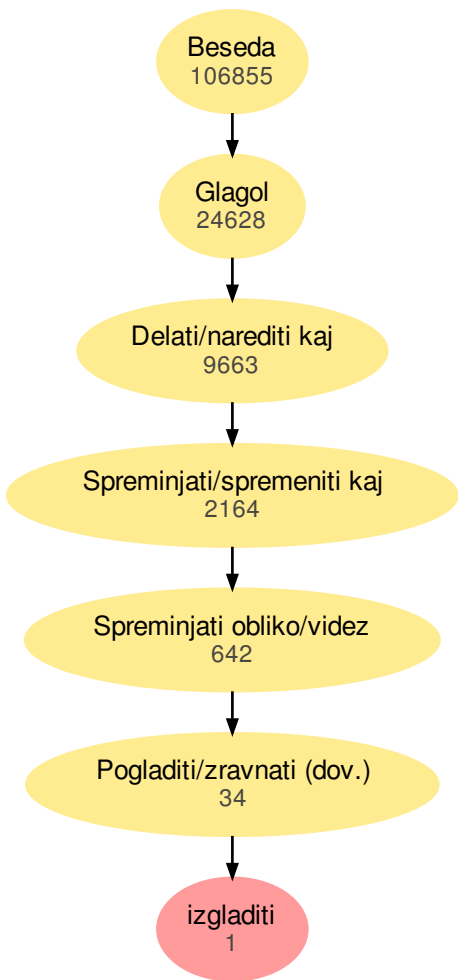 Beseda
106855
Glagol
24628
Delati/narediti kaj
9663
Spreminjati/spremeniti kaj
2164
Spreminjati obliko/videz
642
Pogladiti/zravnati (dov.)
34
izgladiti
1